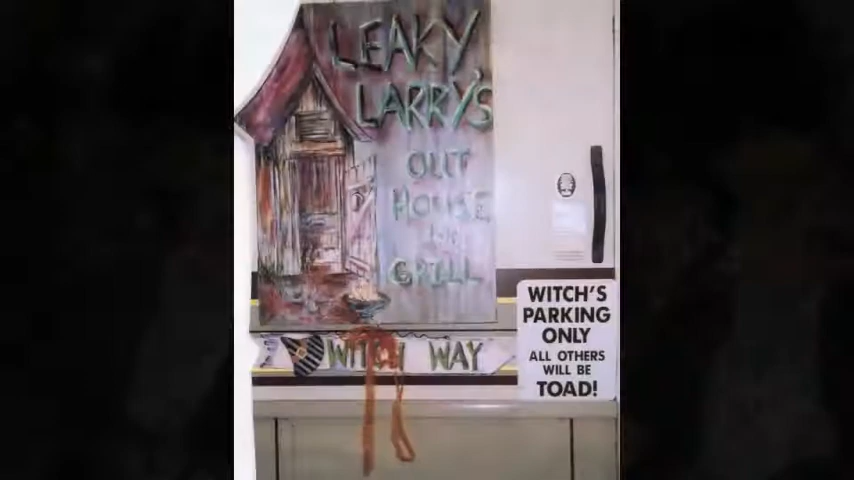 LEAKY
LARRY'S
OUT
HOUSE
GRILL
WITCH WAY
WITCH'S
PARKING
ONLY
ALL OTHERS
WILL BE
TOAD!